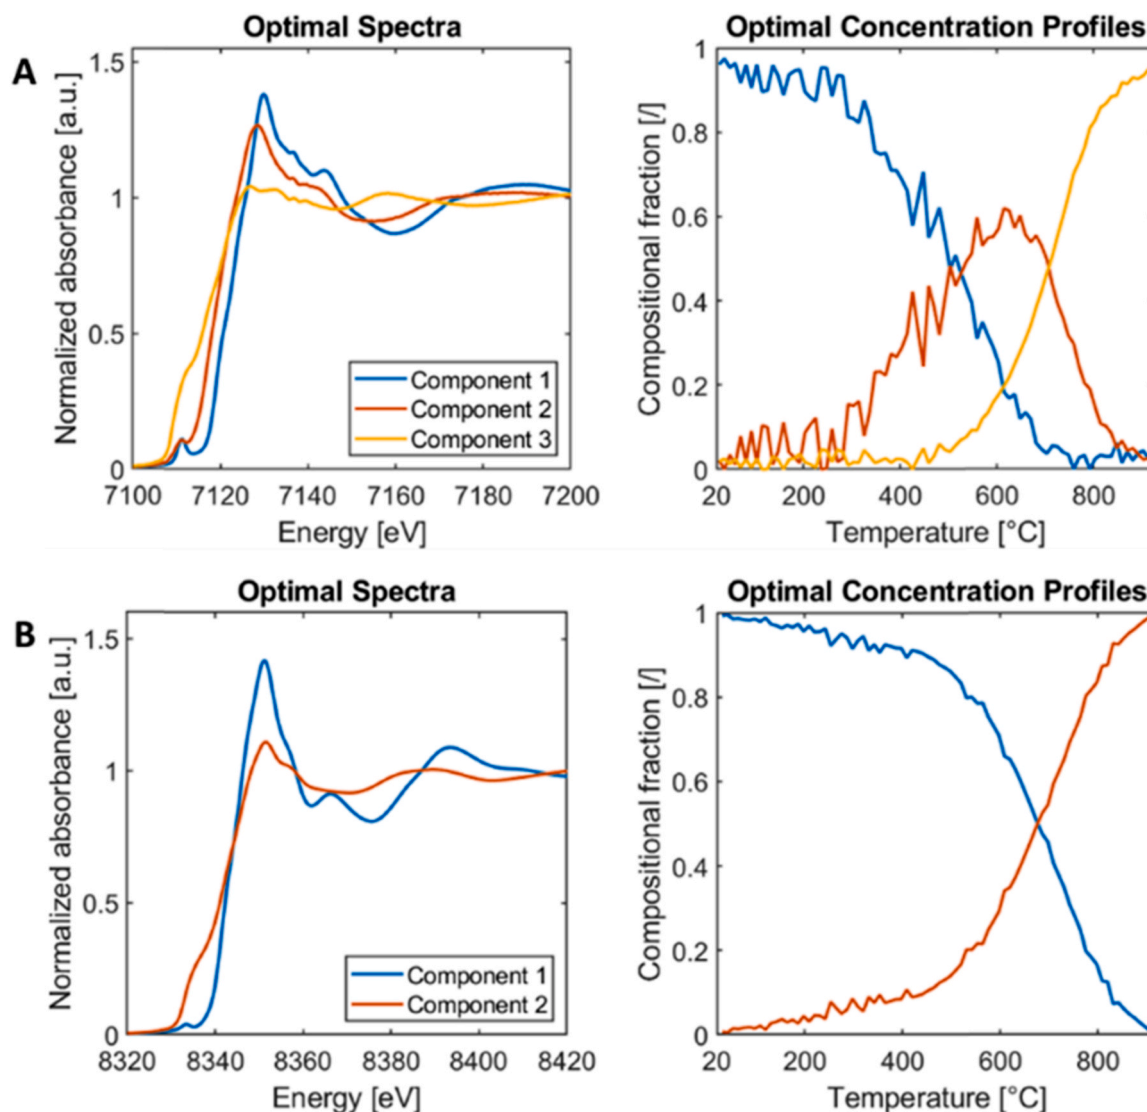 A
Optimal Spectra
Normalized absorbance [a.u.]
1.5
1
0.5
0
7100 7120 7140 7160 7180 7200
Energy [eV]
Component 1
Component 2
Component 3
Optimal Concentration Profiles
Compositional fraction [/]
1
0.8
0.6
0.4
0.2
0
20 200 400 600 800
Temperature [°C]
B
Optimal Spectra
Normalized absorbance [a.u.]
1.5
1
0.5
0
8320 8340 8360 8380 8400 8420
Energy [eV]
Component 1
Component 2
Optimal Concentration Profiles
Compositional fraction [/]
1
0.8
0.6
0.4
0.2
0
20 200 400 600 800
Temperature [°C]